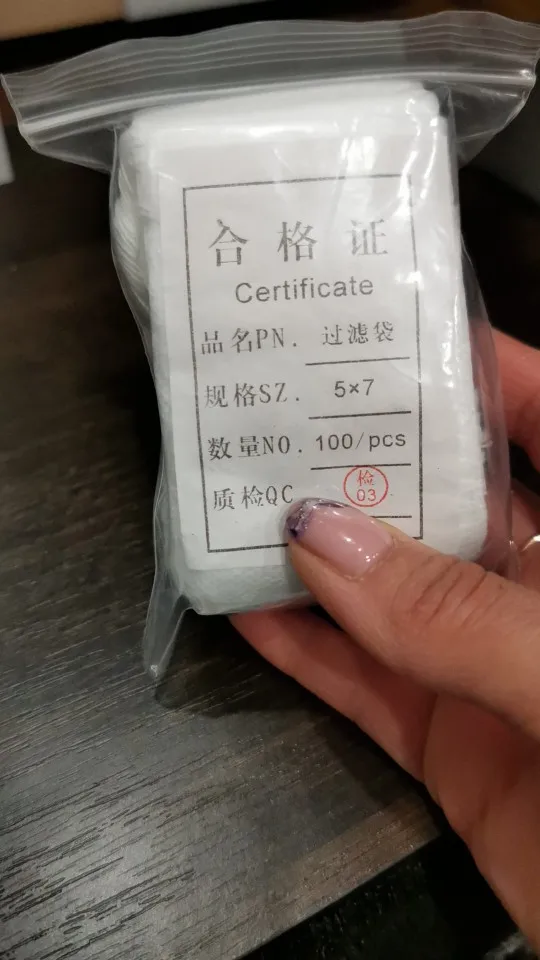 合格证
Certificate
品名PN. 过滤袋
规格SZ. 5×7
数量NO. 100/pcs
质检QC 检
03